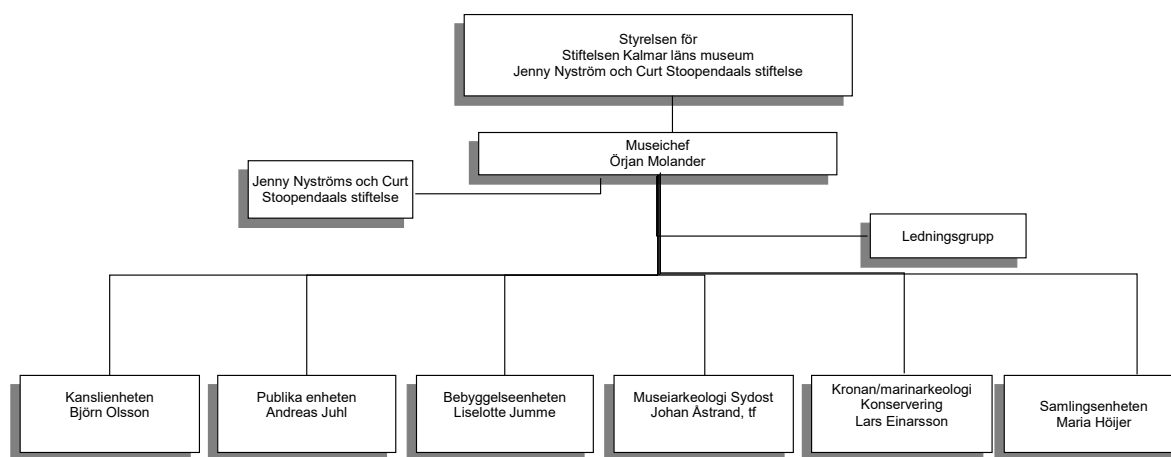 Styrelsen för
Stiftelsen Kalmar läns museum
Jenny Nyström och Curt Stoopendaals stiftelse
Museichef
Örjan Molander
Jenny Nyströms och Curt
Stoopendaals stiftelse
Ledningsgrupp
Kanslienheten
Björn Olsson
Publika enheten
Andreas Juhl
Bebyggelseenheten
Liselotte Jumme
Museiarkeologi Sydost
Johan Åstrand, tf
Kronan/marinarkeologi
Konservering
Lars Einarsson
Samlingsenheten
Maria Höijer